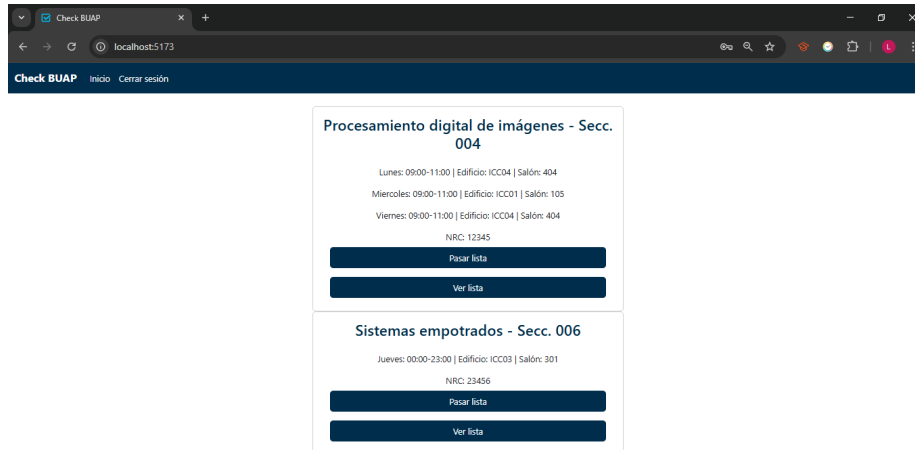 Check BUAP
localhost:5173
L
Check BUAP Inicio Cerrar sesión
Procesamiento digital de imágenes - Secc.
004
Lunes: 09:00-11:00 | Edificio: ICC04 | Salón: 404
Miercoles: 09:00-11:00 | Edificio: ICC01 | Salón: 105
Viernes: 09:00-11:00 | Edificio: ICC04 | Salón: 404
NRC: 12345
Pasar lista
Ver lista
Sistemas empotrados - Secc. 006
Jueves: 00:00-23:00 | Edificio: ICC03 | Salón: 301
NRC: 23456
Pasar lista
Ver lista